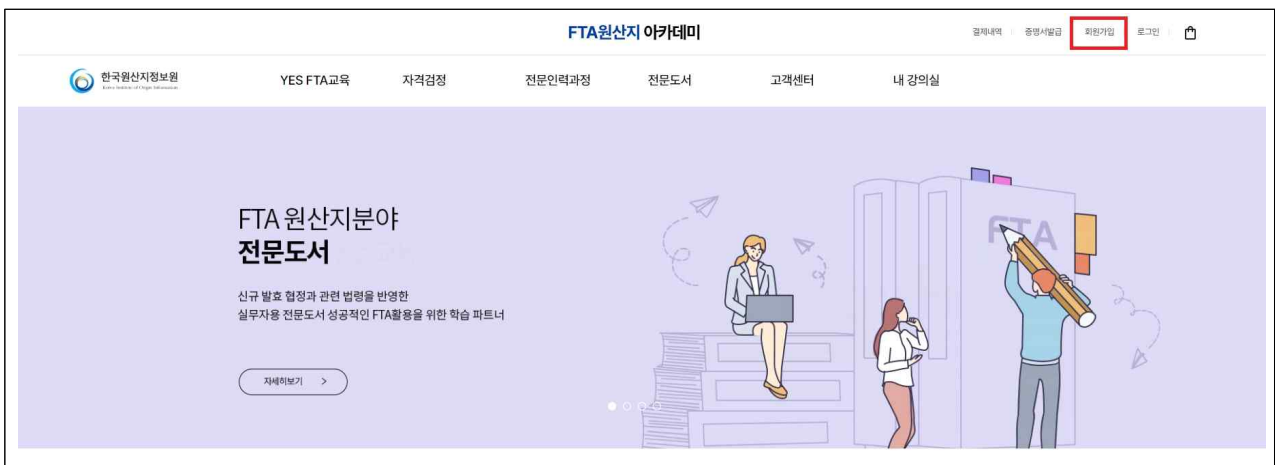 FTA원산지 아카데미
결제내역
증명서발급
회원가입
로그인
한국원산지정보원
Korea Institute of Origin Information
YES FTA교육
자격검정
전문인력과정
전문도서
고객센터
내 강의실
FTA 원산지분야
전문도서
신규 발효 협정과 관련 법령을 반영한
실무자용 전문도서 성공적인 FTA활용을 위한 학습 파트너
자세히보기 >
FTA